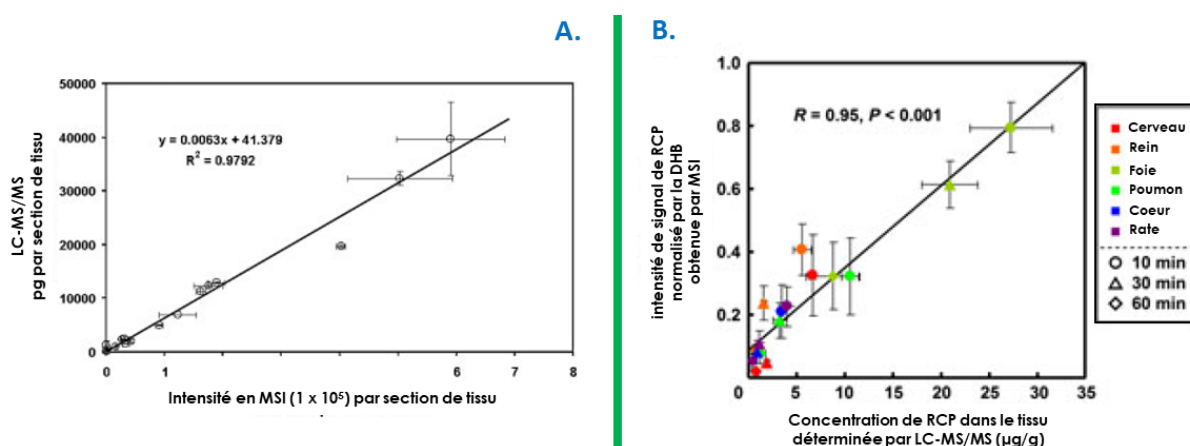 A.
50000
40000
30000
20000
10000
0
LC-MS/MS
pg par section de tissu
y = 0.0063x + 41.379
R² = 0.9792
0
1
6
7
8
Intensité en MSI (1 x 10⁵) par section de tissu
B.
1.0
0.8
0.6
0.4
0.2
intensité de signal de RCP
normalisé par la DHB
obtenue par MSI
R = 0.95, P < 0.001
0
5
10
15
20
25
30
35
Concentration de RCP dans le tissu
déterminée par LC-MS/MS (µg/g)
Cerveau
Rein
Foie
Poumon
Coeur
Rate
10 min
30 min
60 min